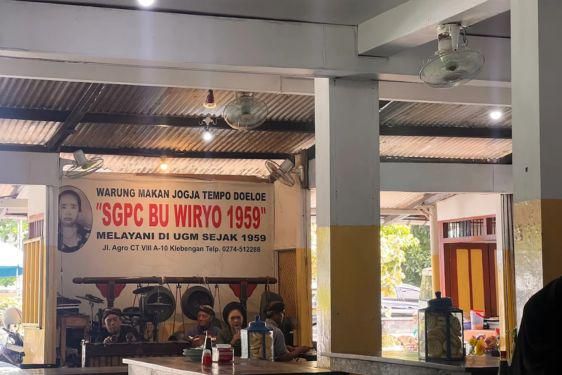 WARUNG MAKAN JOGJA TEMPO DOELOE
"SGPC BU WIRYO 1959"
MELAYANI DI UGM SEJAK 1959
Jl. Agro CT VIII A-10 Klebengan Telp. 0274-512288